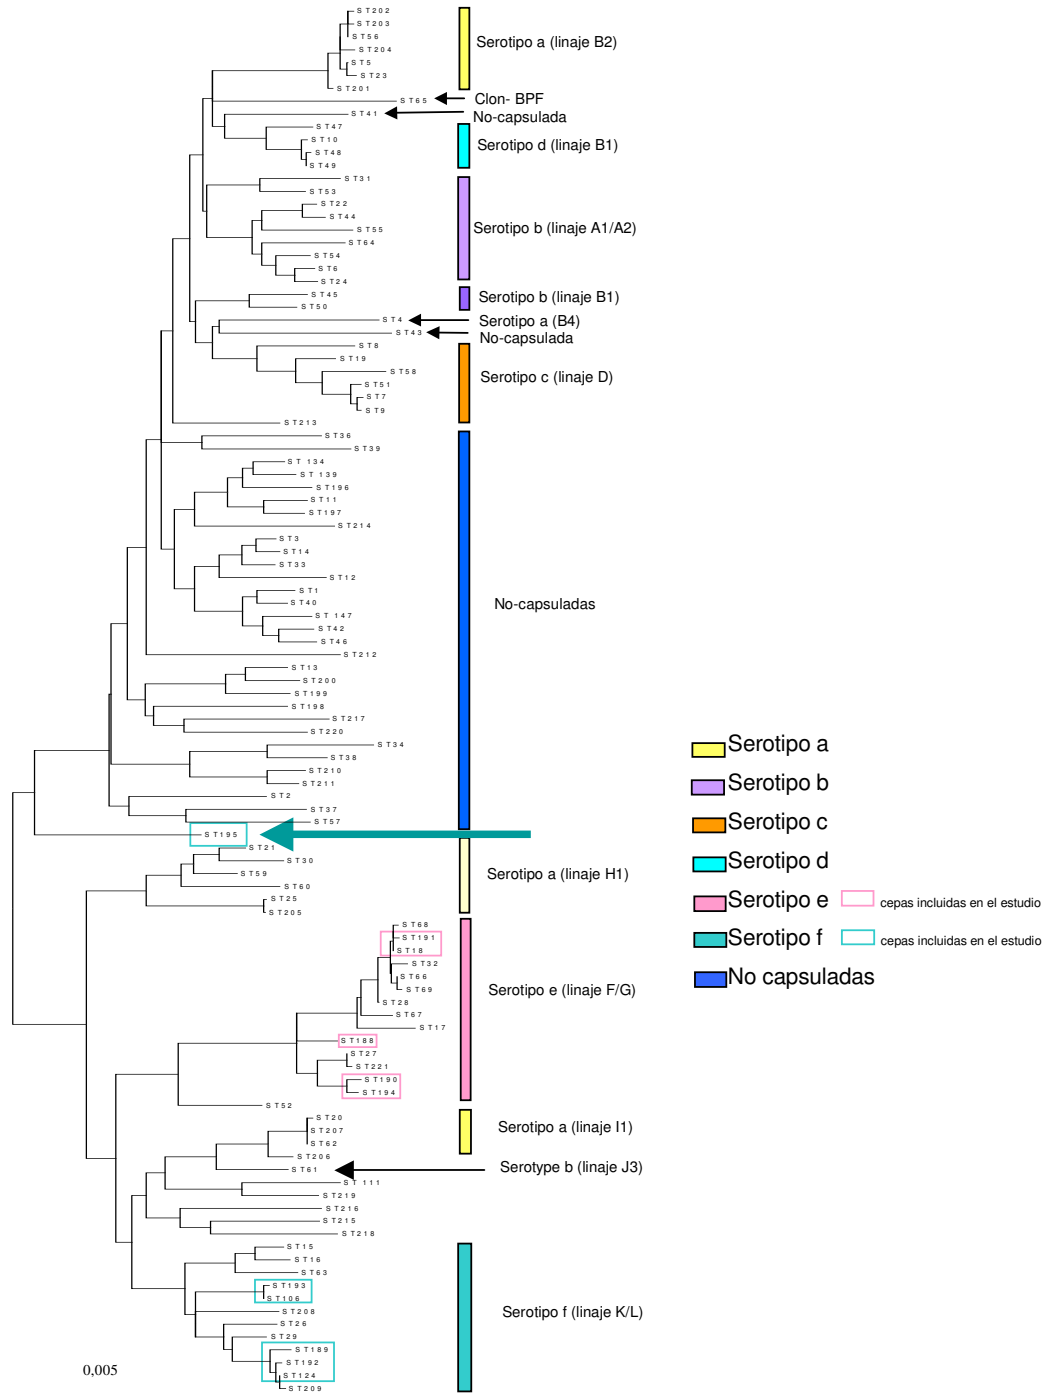 ST202
ST203
ST56
ST204
ST5
ST23
ST201
Serotipo a (linaje B2)
ST65
Clon- BPF
ST41
No-capsulada
ST47
ST10
ST48
ST49
Serotipo d (linaje B1)
ST31
ST53
ST22
ST44
ST55
ST64
ST54
ST6
ST24
Serotipo b (linaje A1/A2)
ST45
ST50
Serotipo b (linaje B1)
ST4
Serotipo a (B4)
ST43
No-capsulada
ST8
ST19
ST58
ST51
ST7
ST9
Serotipo c (linaje D)
ST213
ST36
ST39
ST 134
ST 139
ST196
ST11
ST197
ST214
ST3
ST14
ST33
ST12
ST1
ST40
ST 147
ST42
ST46
No-capsuladas
ST212
ST13
ST200
ST199
ST198
ST217
ST220
ST34
ST38
ST210
ST211
ST2
ST37
ST57
ST195
ST21
ST30
ST59
ST60
ST25
ST205
Serotipo a (linaje H1)
ST68
ST191
ST18
ST32
ST66
ST69
ST28
ST67
ST17
ST188
ST27
ST221
ST190
ST194
Serotipo e (linaje F/G)
ST52
ST20
ST207
ST62
ST206
Serotipo a (linaje I1)
ST61
Serotype b (linaje J3)
ST 111
ST219
ST216
ST215
ST218
ST15
ST16
ST63
ST193
ST106
ST208
ST26
ST29
ST189
ST192
ST124
ST209
Serotipo f (linaje K/L)
0,005
Serotipo a
Serotipo b
Serotipo c
Serotipo d
Serotipo e
cepas incluidas en el estudio
Serotipo f
cepas incluidas en el estudio
No capsuladas